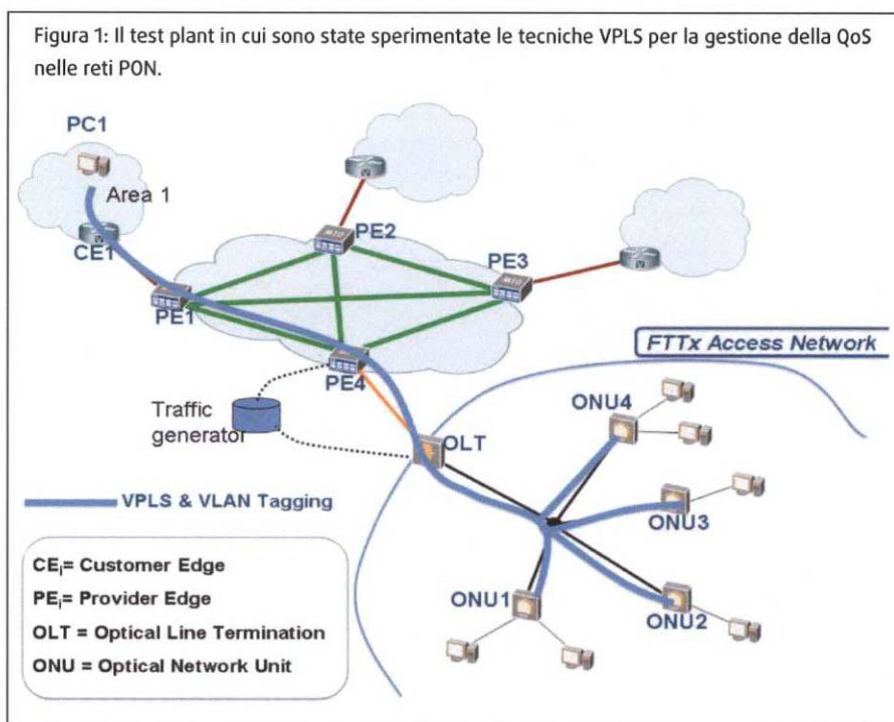 Figura 1: Il test plant in cui sono state sperimentate le tecniche VPLS per la gestione della QoS
nelle reti PON.
PC1
Area 1
CE1
PE2
PE3
PE1
PE4
FTTx Access Network
Traffic
generator
OLT
ONU4
ONU3
ONU1
ONU2
VPLS & VLAN Tagging
CEi= Customer Edge
PEi= Provider Edge
OLT = Optical Line Termination
ONU = Optical Network Unit